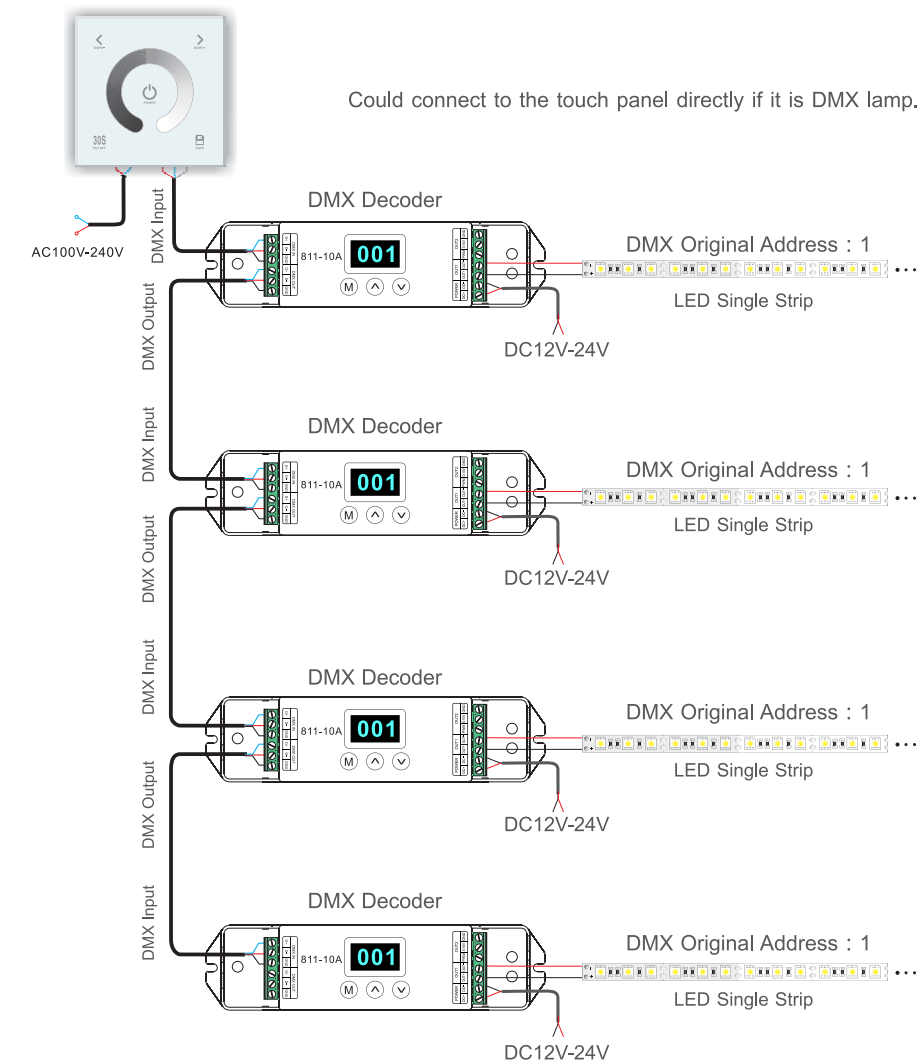 30S
Could connect to the touch panel directly if it is DMX lamp.
AC100V-240V
DMX Input
DMX Decoder
811-10A
001
M
DMX Original Address : 1
LED Single Strip
DC12V-24V
DMX Output
DMX Input
DMX Decoder
811-10A
001
M
DMX Original Address : 1
LED Single Strip
DC12V-24V
DMX Output
DMX Input
DMX Decoder
811-10A
001
M
DMX Original Address : 1
LED Single Strip
DC12V-24V
DMX Output
DMX Input
DMX Decoder
811-10A
001
M
DMX Original Address : 1
LED Single Strip
DC12V-24V